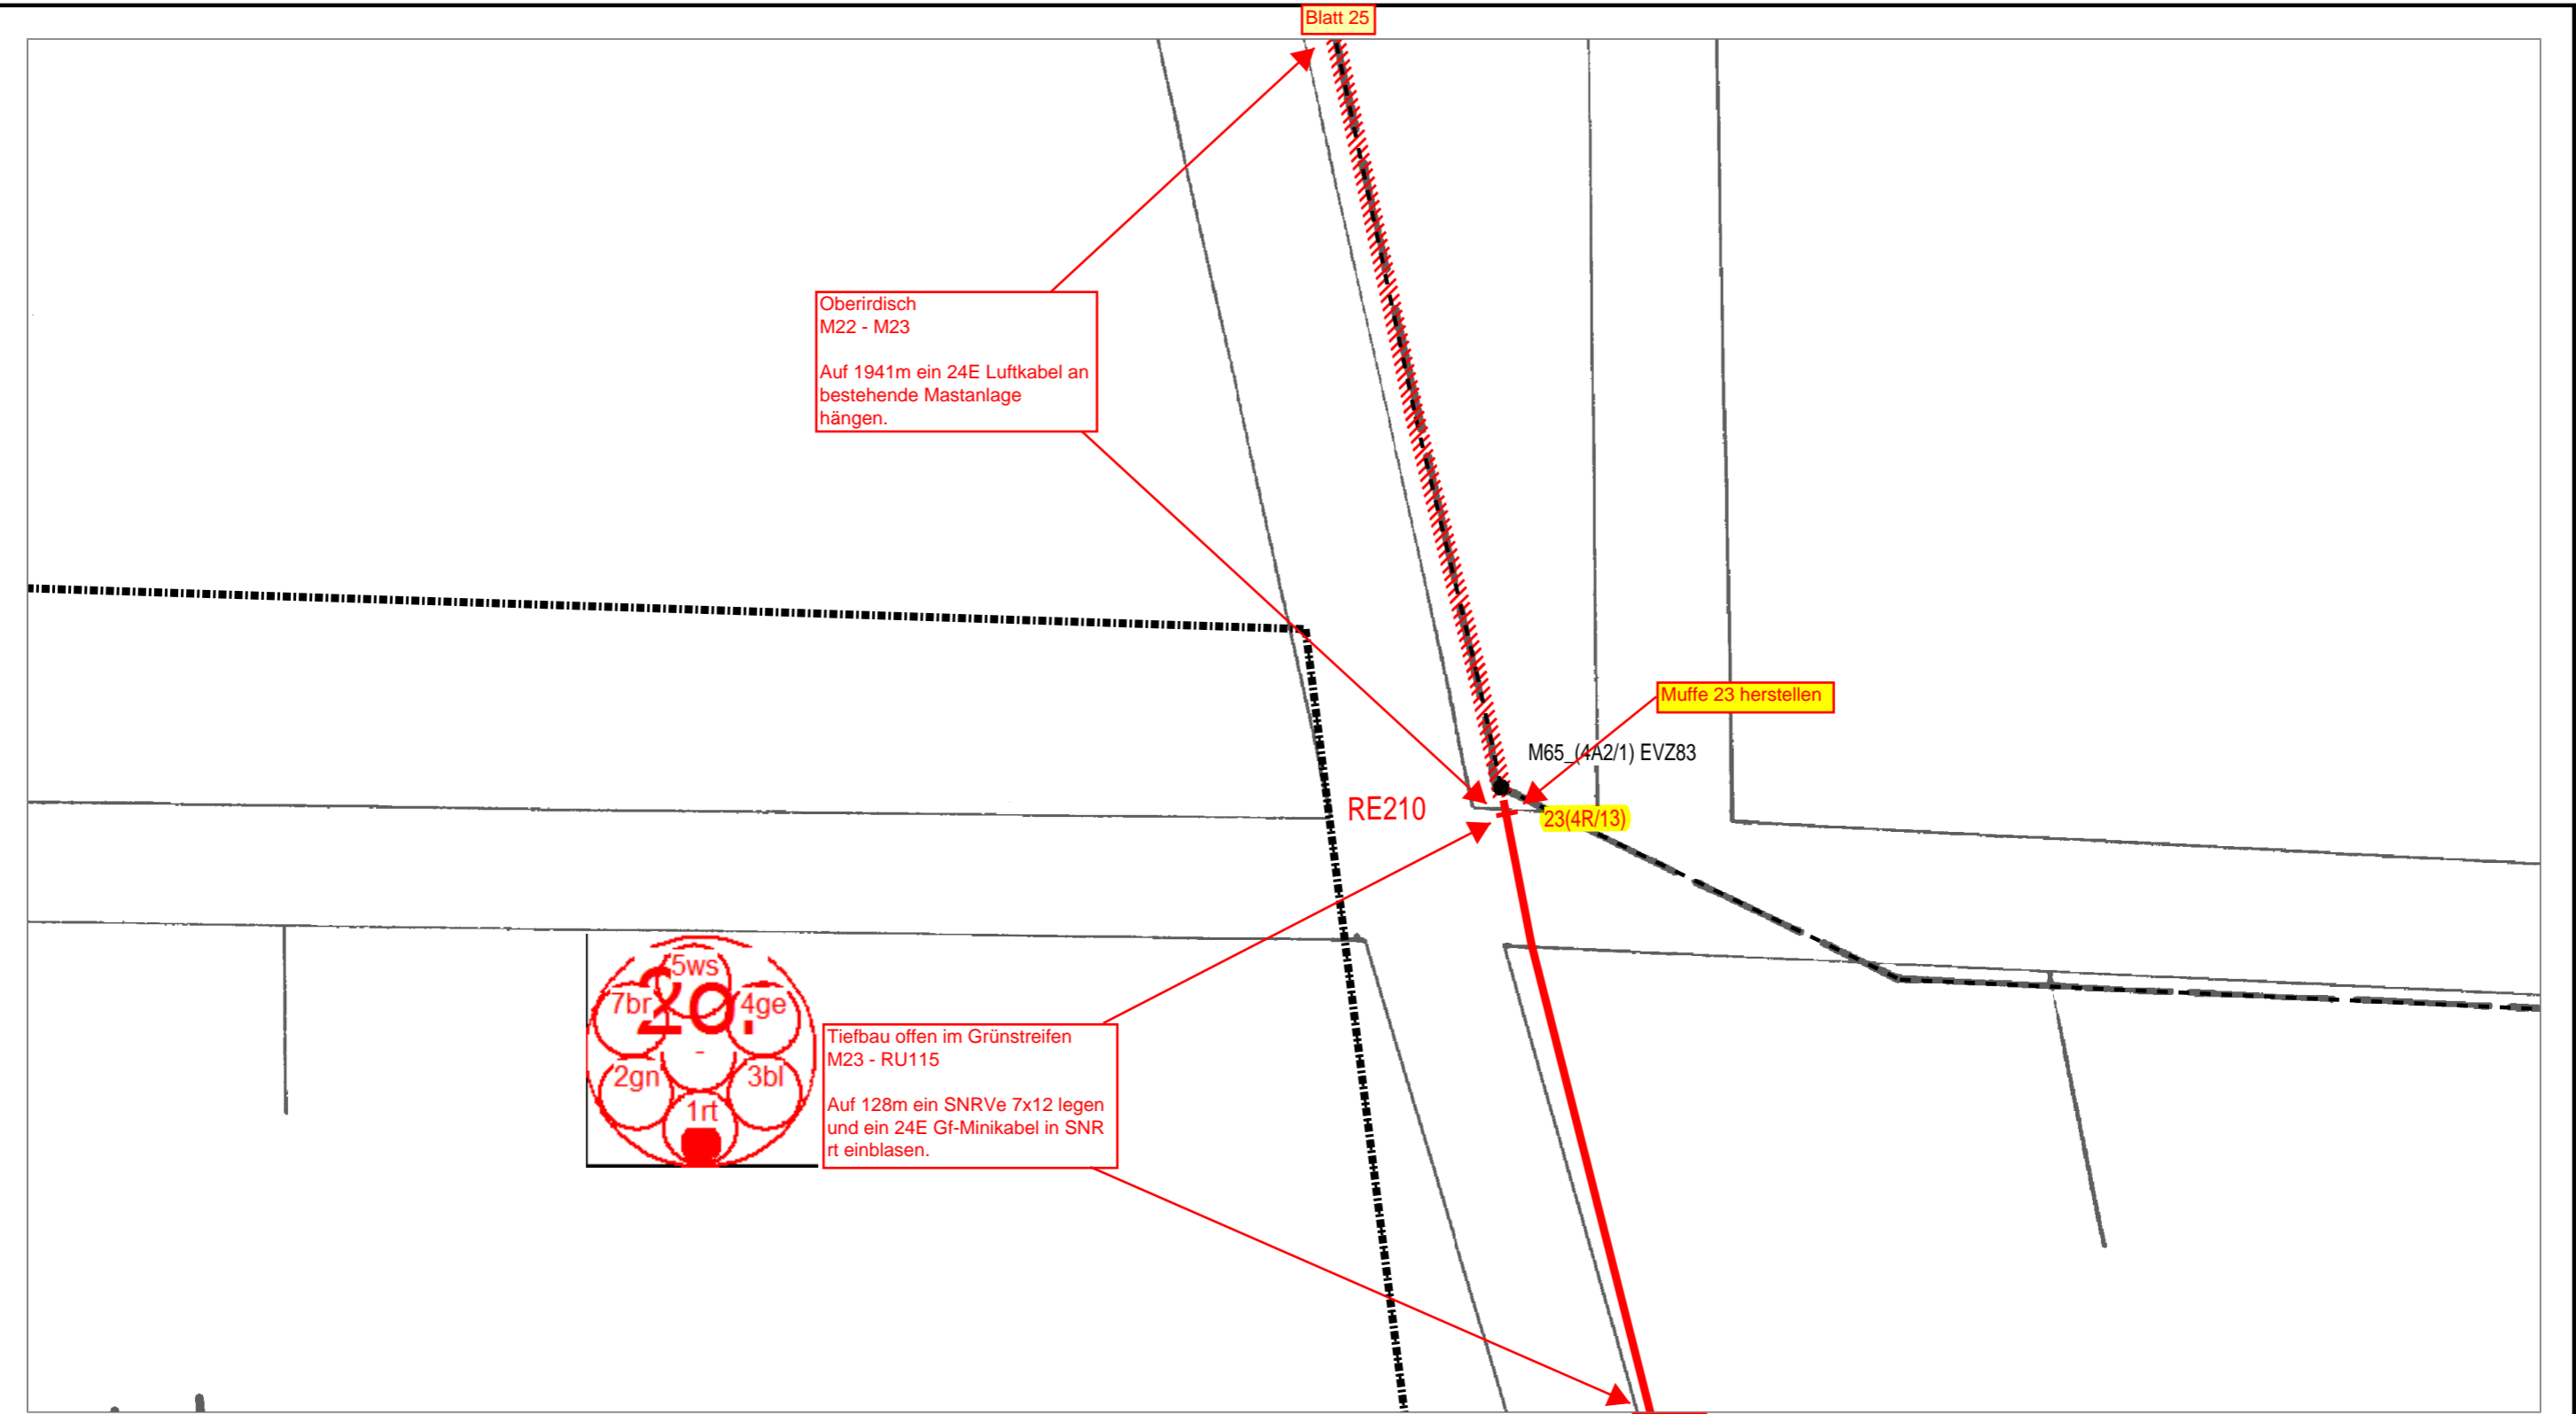 Blatt 25
Oberirdisch
M22 - M23
Auf 1941m ein 24E Luftkabel an
bestehende Mastanlage
hängen.
Muffe 23 herstellen
M65_(4A2/1) EVZ83
RE210
23(4R/13)
5ws
7br
4ge
-
2gn
3bl
1rt
Tiefbau offen im Grünstreifen
M23 - RU115
Auf 128m ein SNRVe 7x12 legen
und ein 24E Gf-Minikabel in SNR
rt einblasen.